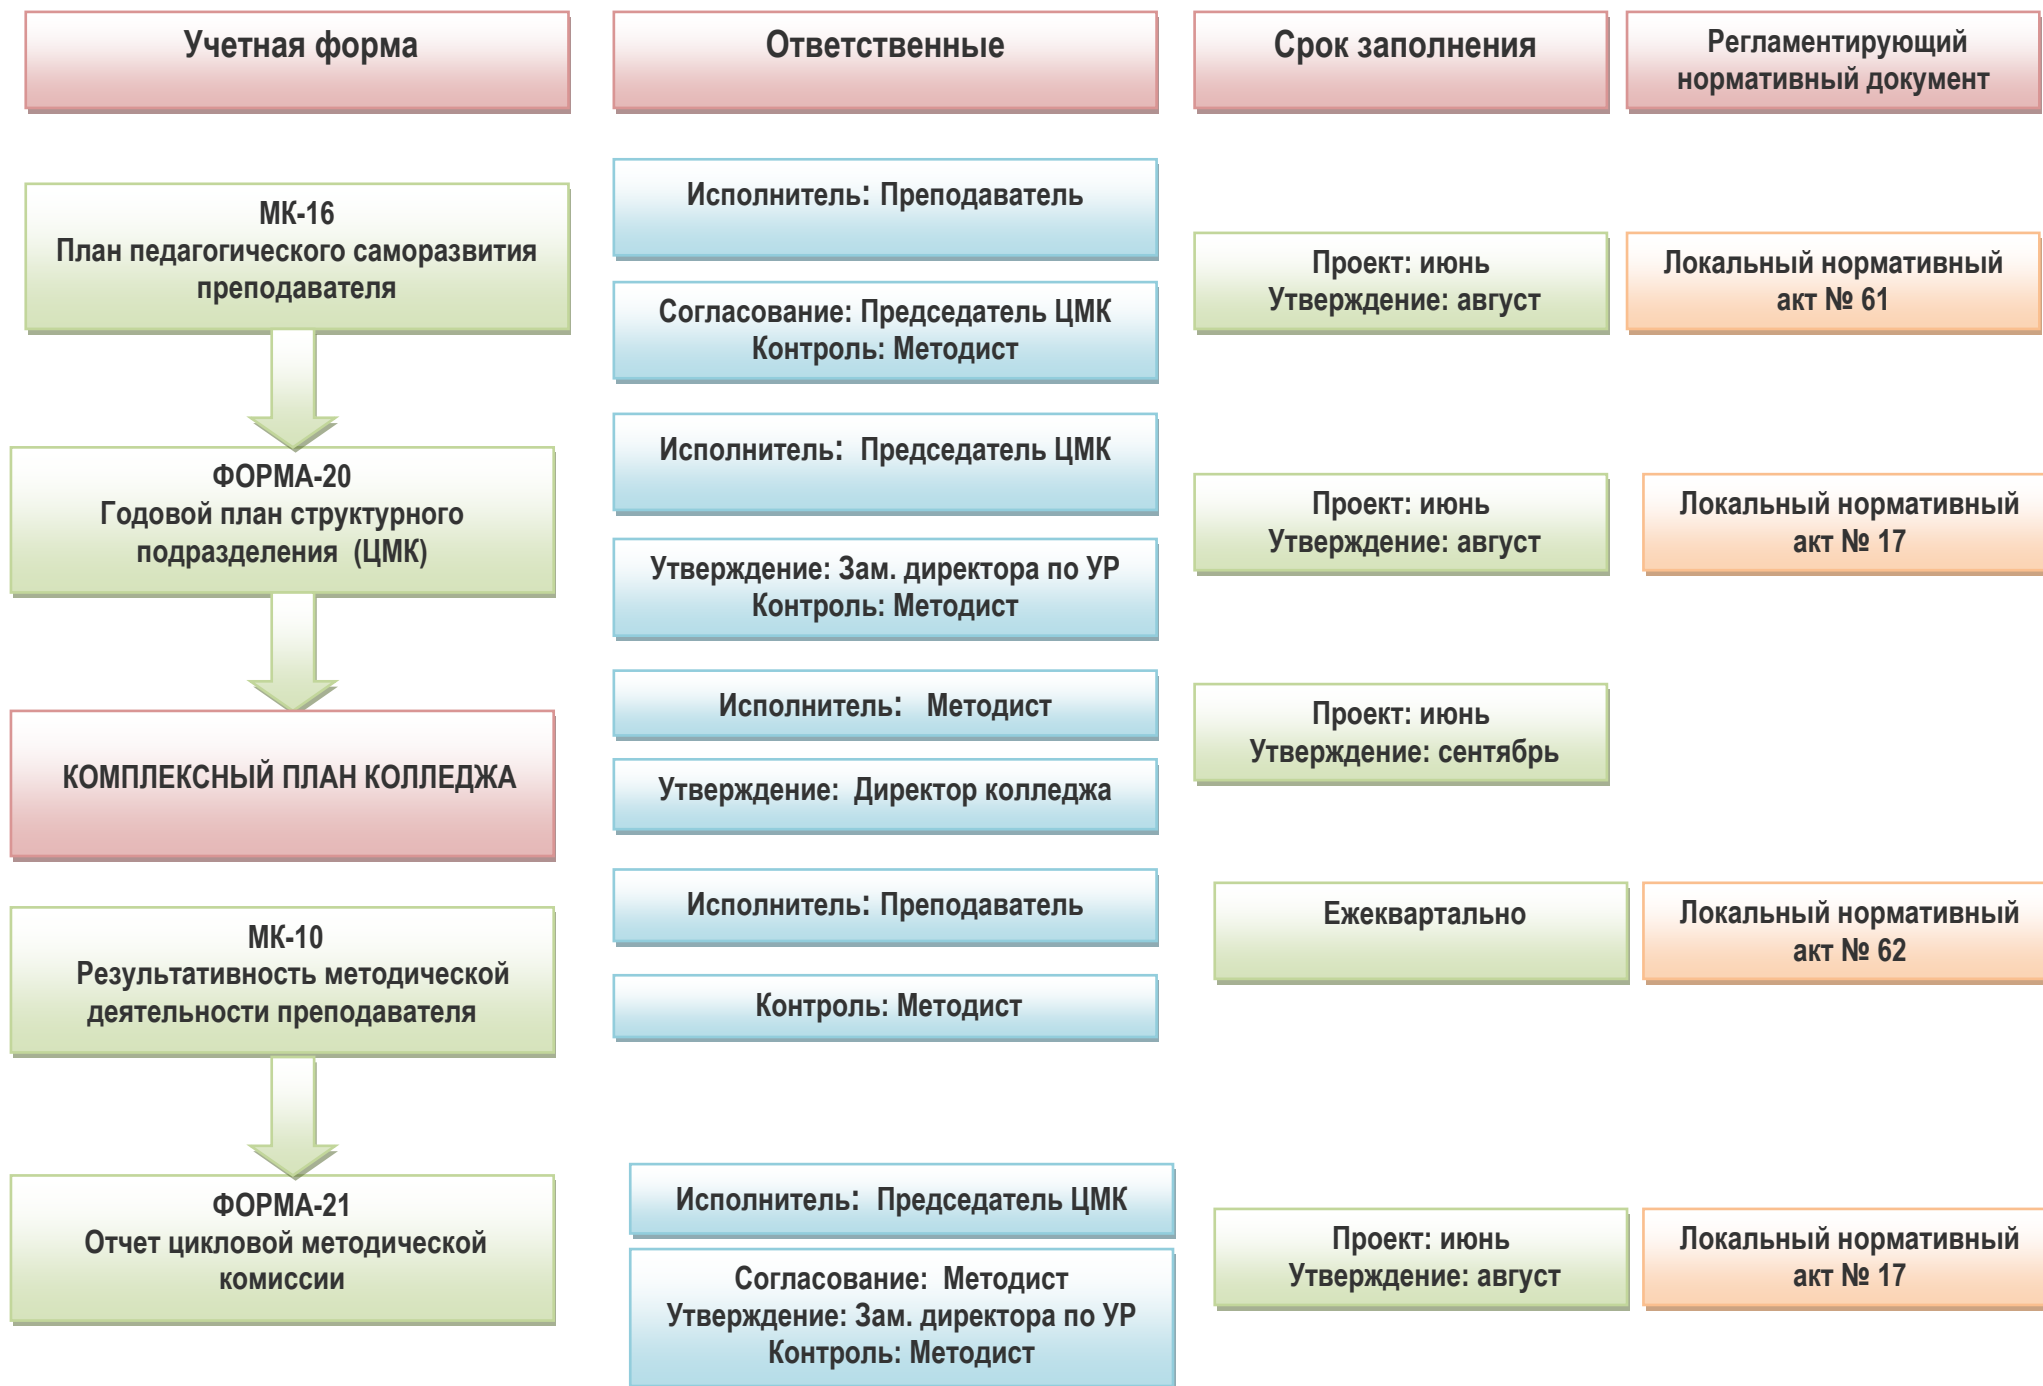 Учетная форма
Ответственные
Срок заполнения
Регламентирующий
нормативный документ
МК-16
План педагогического саморазвития
преподавателя
Исполнитель: Преподаватель
Согласование: Председатель ЦМК
Контроль: Методист
Проект: июнь
Утверждение: август
Локальный нормативный
акт № 61
ФОРМА-20
Годовой план структурного
подразделения (ЦМК)
Исполнитель: Председатель ЦМК
Утверждение: Зам. директора по УР
Контроль: Методист
Проект: июнь
Утверждение: август
Локальный нормативный
акт № 17
КОМПЛЕКСНЫЙ ПЛАН КОЛЛЕДЖА
Исполнитель: Методист
Утверждение: Директор колледжа
Проект: июнь
Утверждение: сентябрь
МК-10
Результативность методической
деятельности преподавателя
Исполнитель: Преподаватель
Контроль: Методист
Ежеквартально
Локальный нормативный
акт № 62
ФОРМА-21
Отчет цикловой методической
комиссии
Исполнитель: Председатель ЦМК
Согласование: Методист
Утверждение: Зам. директора по УР
Контроль: Методист
Проект: июнь
Утверждение: август
Локальный нормативный
акт № 17